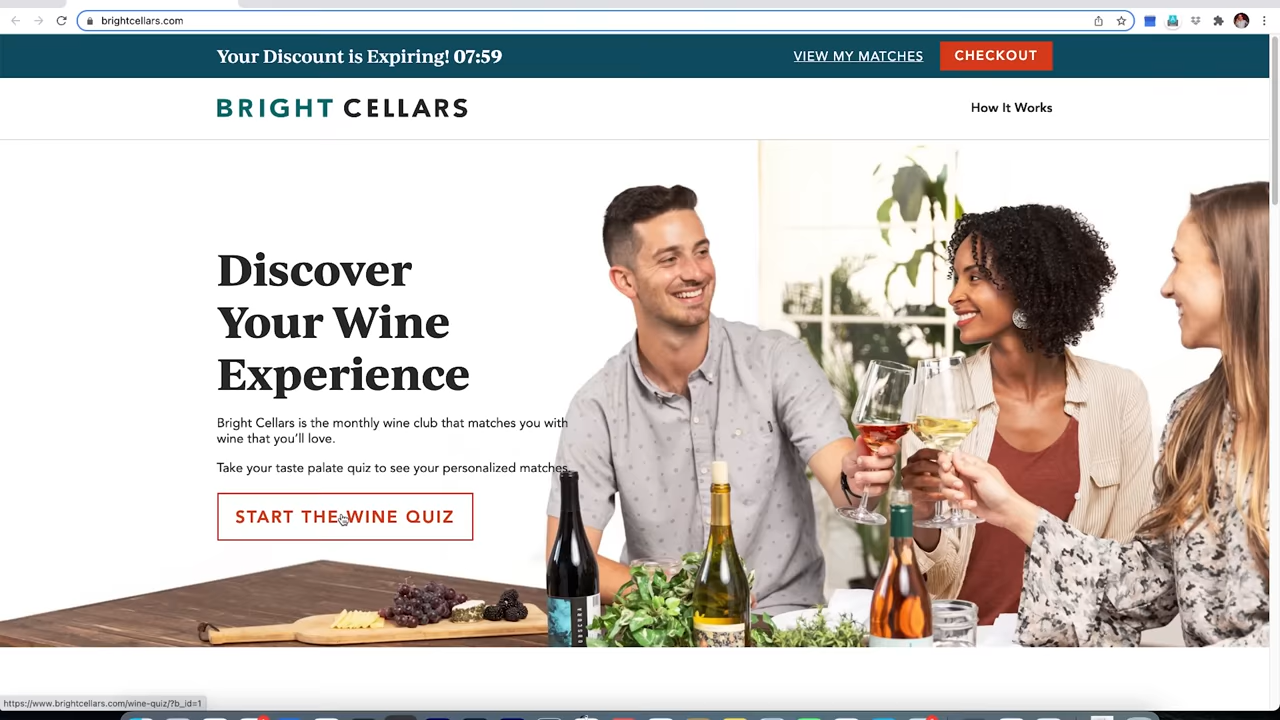 brightcellars.com
Your Discount is Expiring! 07:59
VIEW MY MATCHES
CHECKOUT
BRIGHT CELLARS
How It Works
Discover
Your Wine
Experience
Bright Cellars is the monthly wine club that matches you with
wine that you'll love.
Take your taste palate quiz to see your personalized matches.
START THE WINE QUIZ
https://www.brightcellars.com/wine-quiz/?b_id=1